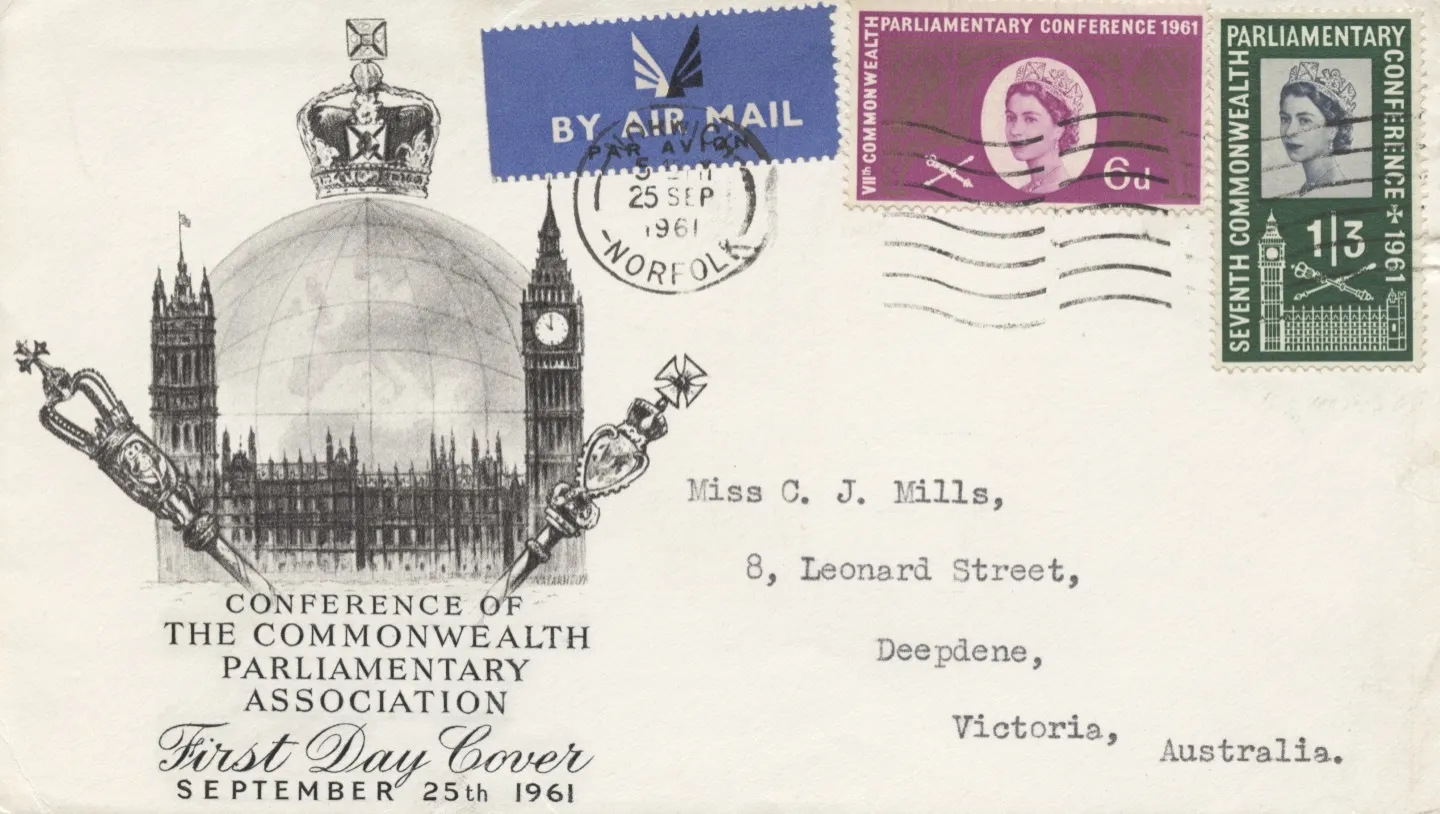 BY AIR MAIL
PAR AVION
25 SEP
1961
NORFOLK
VIIth COMMONWEALTH PARLIAMENTARY CONFERENCE 1961
6d
SEVENTH COMMONWEALTH PARLIAMENTARY CONFERENCE 1961
1/3
Miss C. J. Mills,
8, Leonard Street,
Deepdene,
Victoria, Australia.
CONFERENCE OF
THE COMMONWEALTH
PARLIAMENTARY
ASSOCIATION
First Day Cover
SEPTEMBER 25th 1961